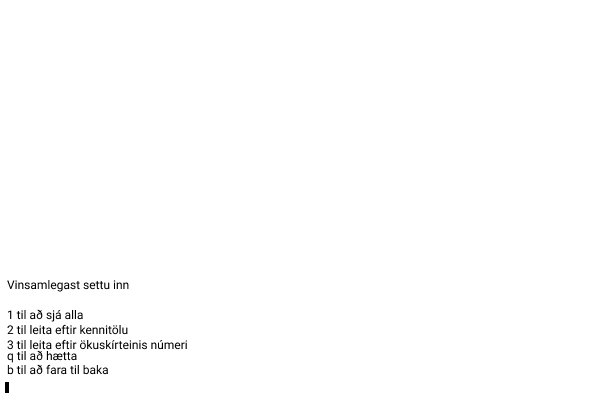 Vinsamlegast settu inn
1 til að sjá alla
2 til leita eftir kennitölu
3 til leita eftir ökuskírteinis númeri
q til að hætta
b til að fara til baka